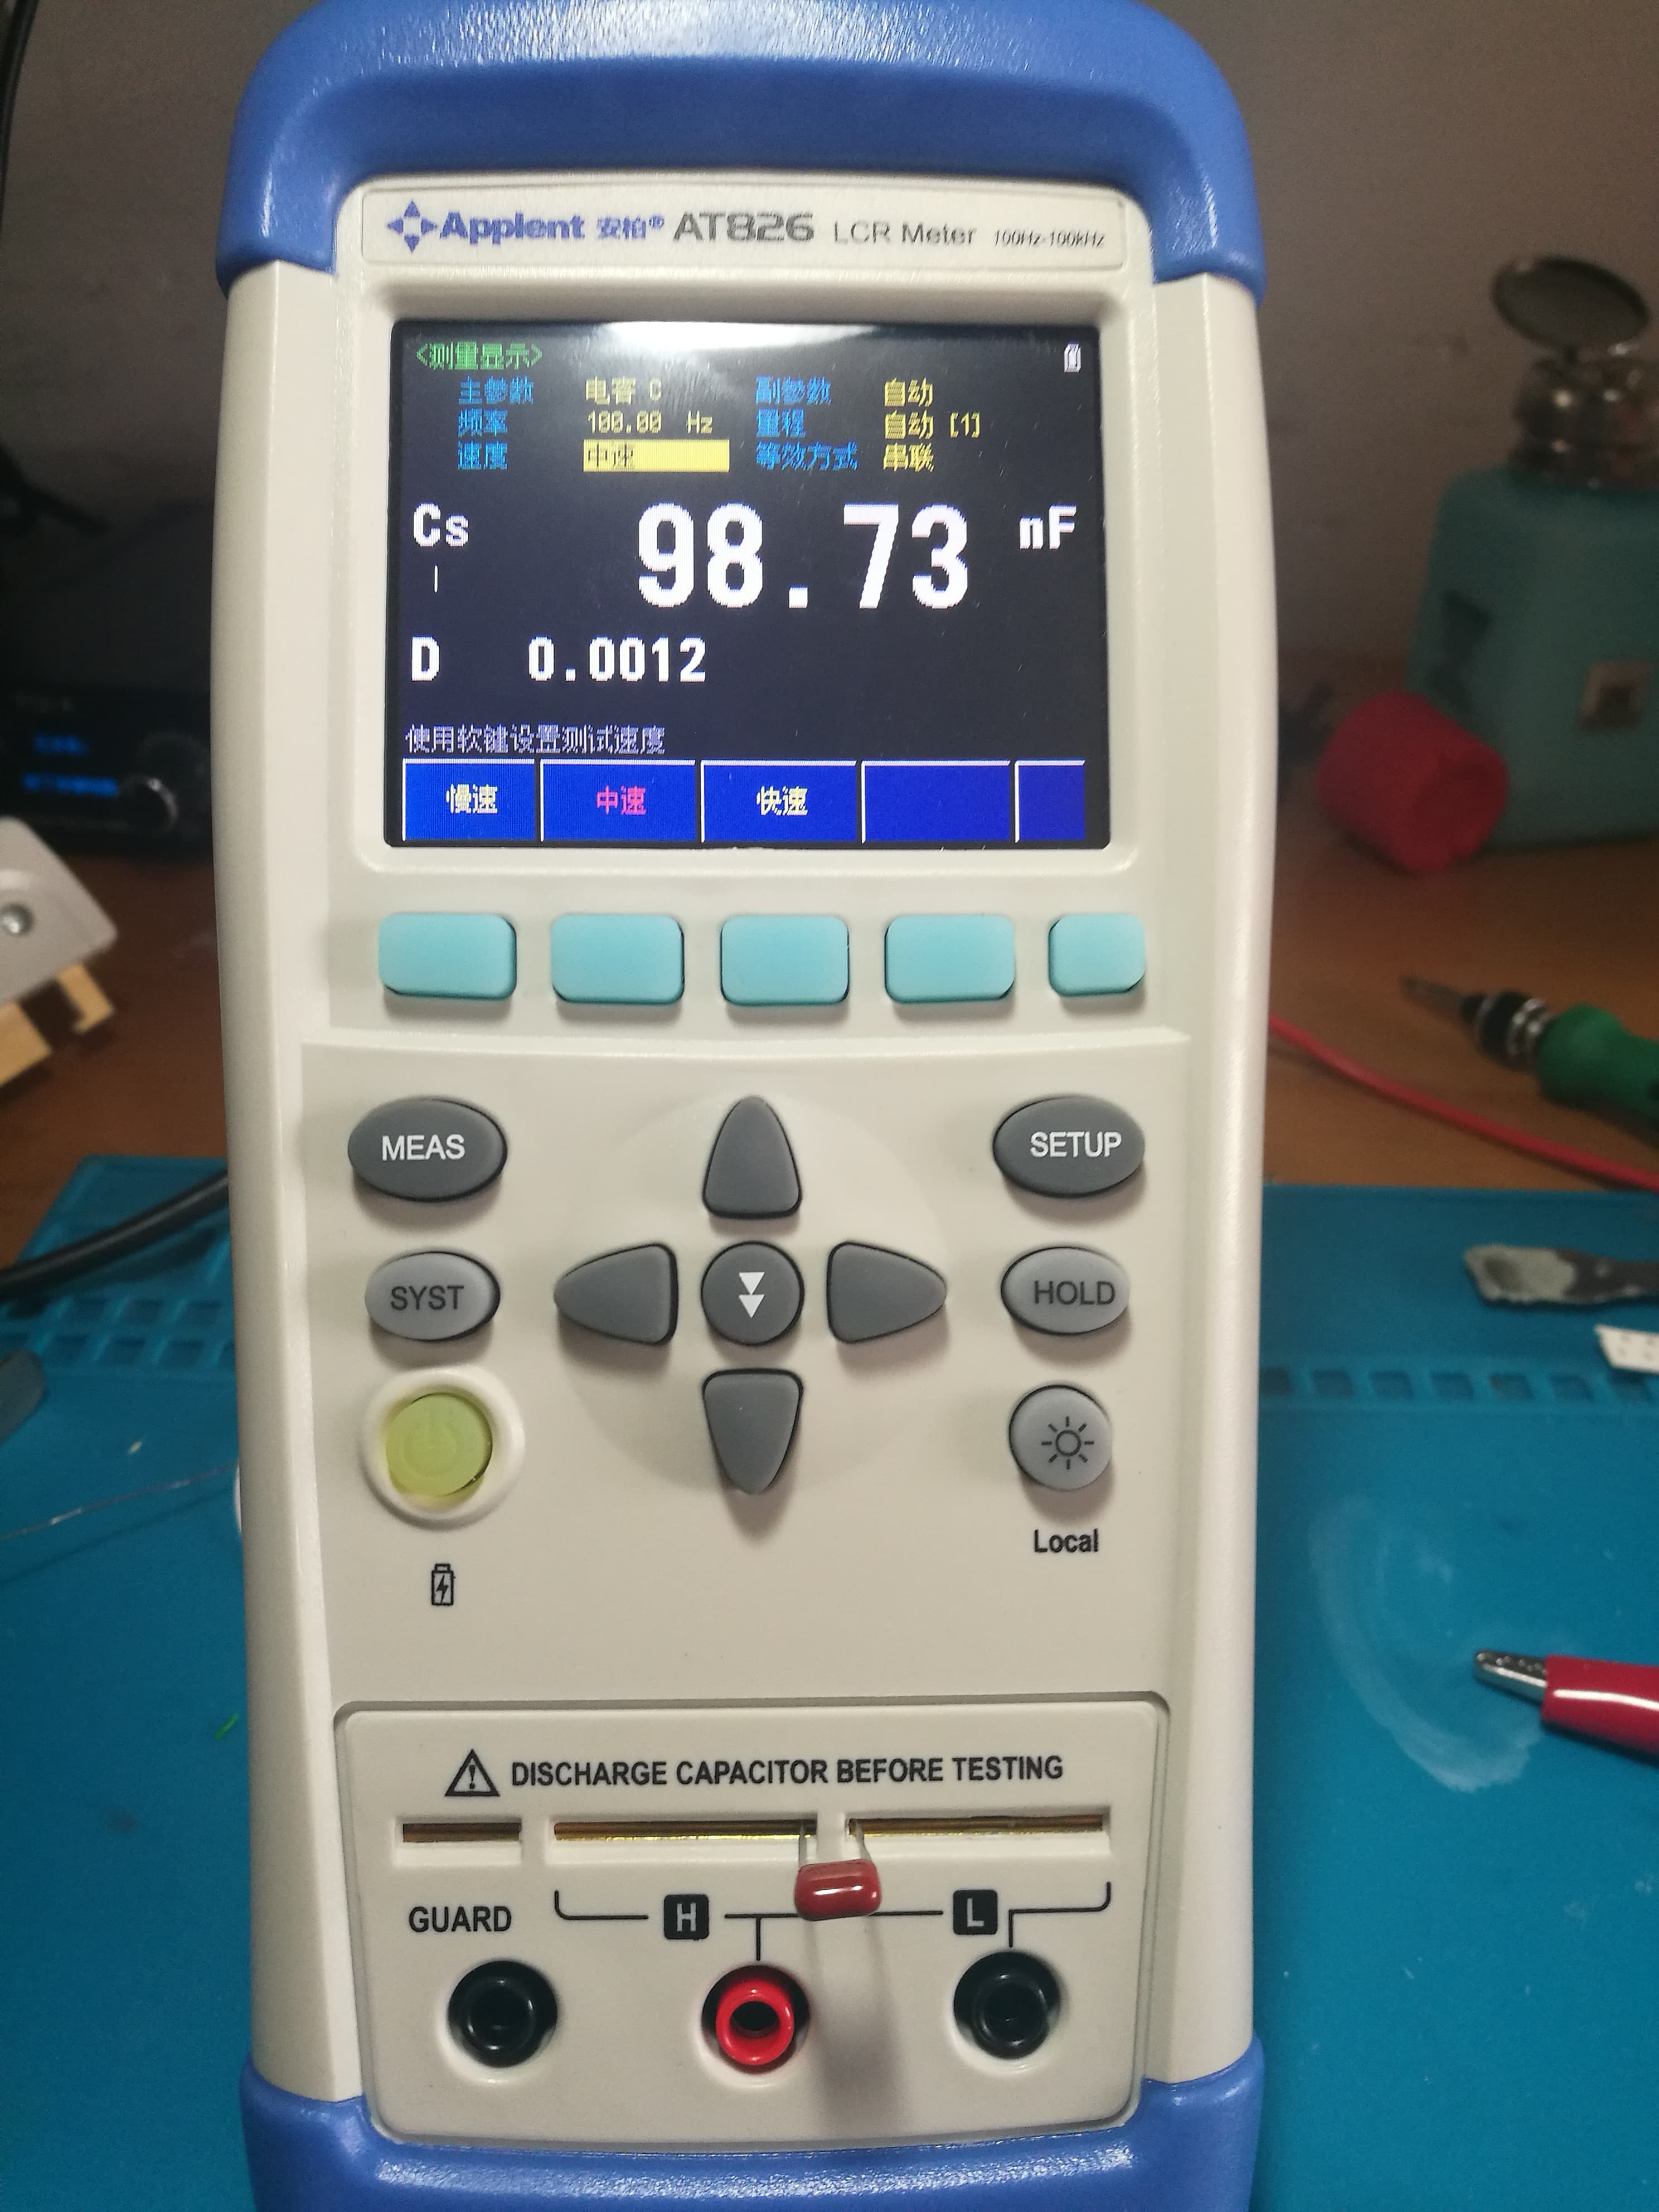 Applent 安柏® AT826 LCR Meter 100Hz-100kHz
<测量显示>
主参数 电容 C 副参数 自动
频率 100.00 Hz 量程 自动 [1]
速度 中速 等效方式 串联
Cs 98.73 nF
D 0.0012
使用软键设置测试速度
慢速 中速 快速
MEAS SETUP
SYST HOLD
Local
DISCHARGE CAPACITOR BEFORE TESTING
GUARD H L